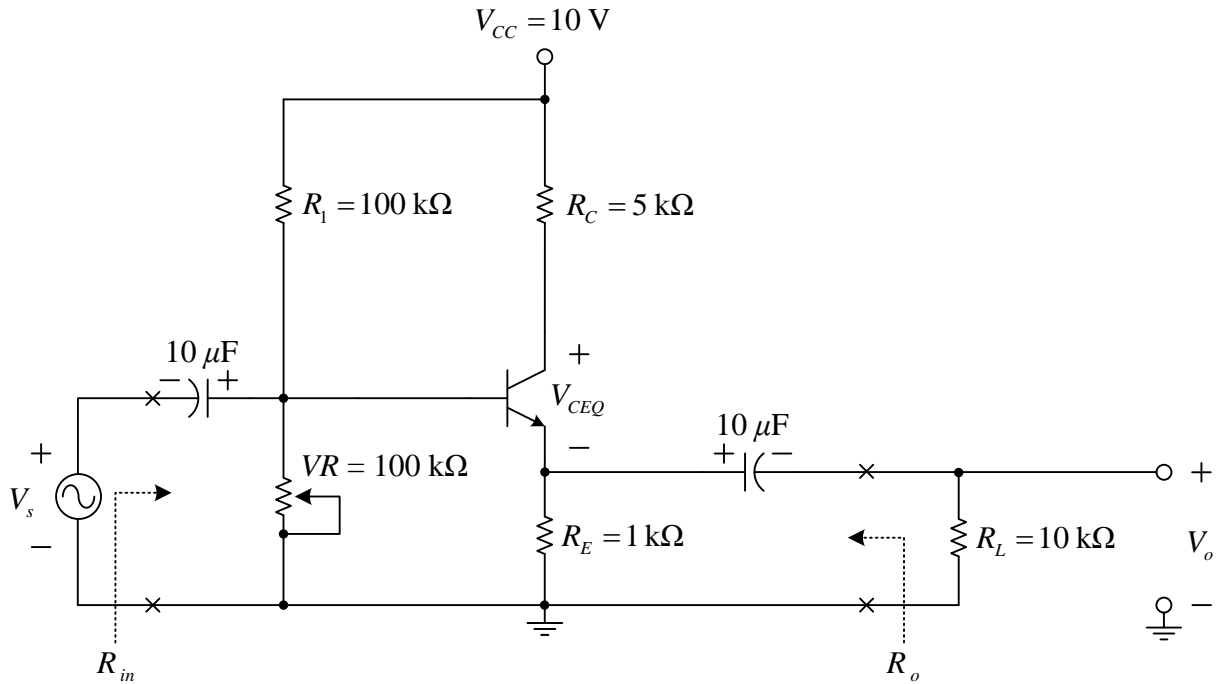 V_CC = 10 V
R_1 = 100 kΩ
R_C = 5 kΩ
10 μF
− +
+
V_CEQ
−
10 μF
+ −
+
V_s
−
VR = 100 kΩ
R_E = 1 kΩ
R_L = 10 kΩ
+
V_o
−
R_in
R_o